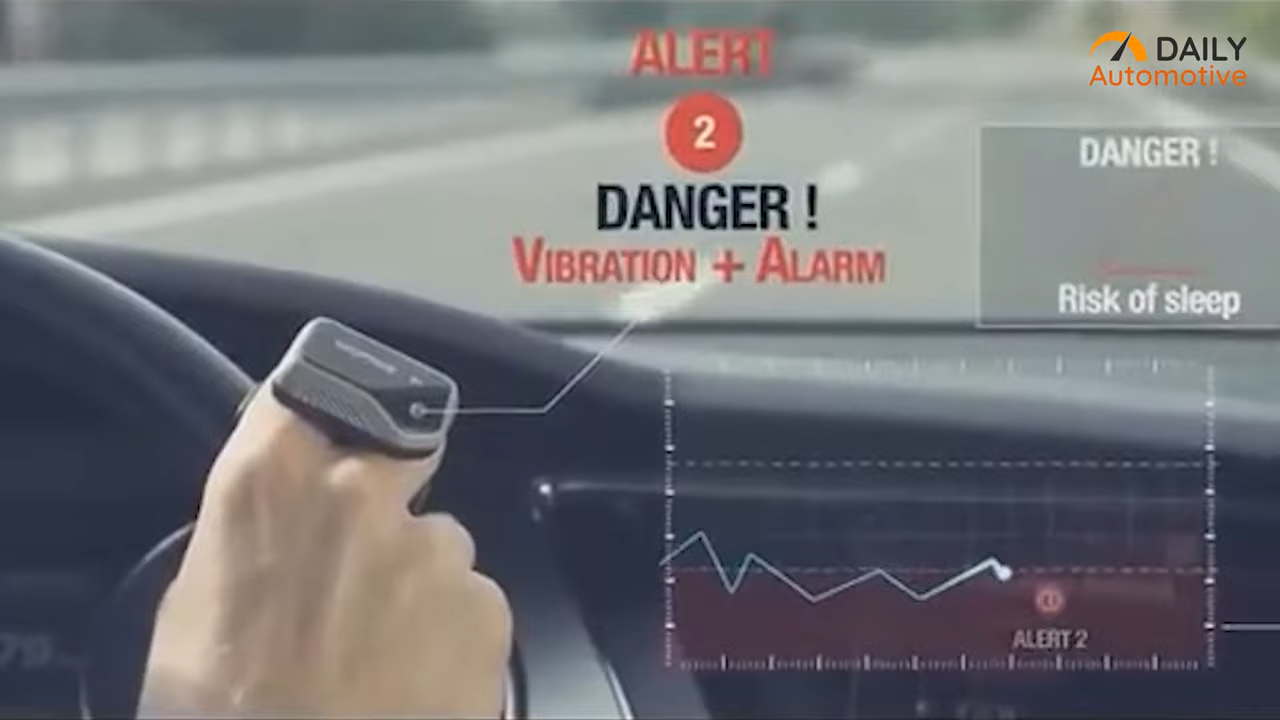 ALERT
2
DANGER !
VIBRATION + ALARM
DAILY
Automotive
DANGER !
Risk of sleep
ALERT 2